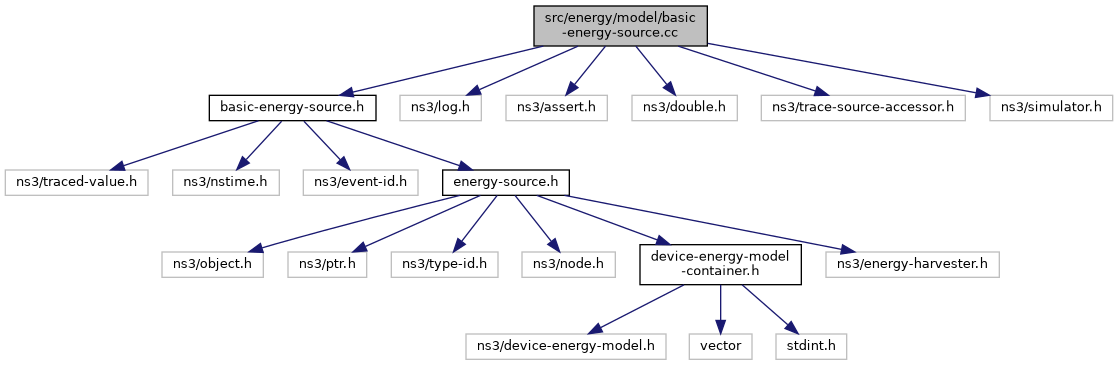 src/energy/model/basic
-energy-source.cc
basic-energy-source.h
ns3/log.h
ns3/assert.h
ns3/double.h
ns3/trace-source-accessor.h
ns3/simulator.h
ns3/traced-value.h
ns3/nstime.h
ns3/event-id.h
energy-source.h
ns3/object.h
ns3/ptr.h
ns3/type-id.h
ns3/node.h
device-energy-model
-container.h
ns3/energy-harvester.h
ns3/device-energy-model.h
vector
stdint.h